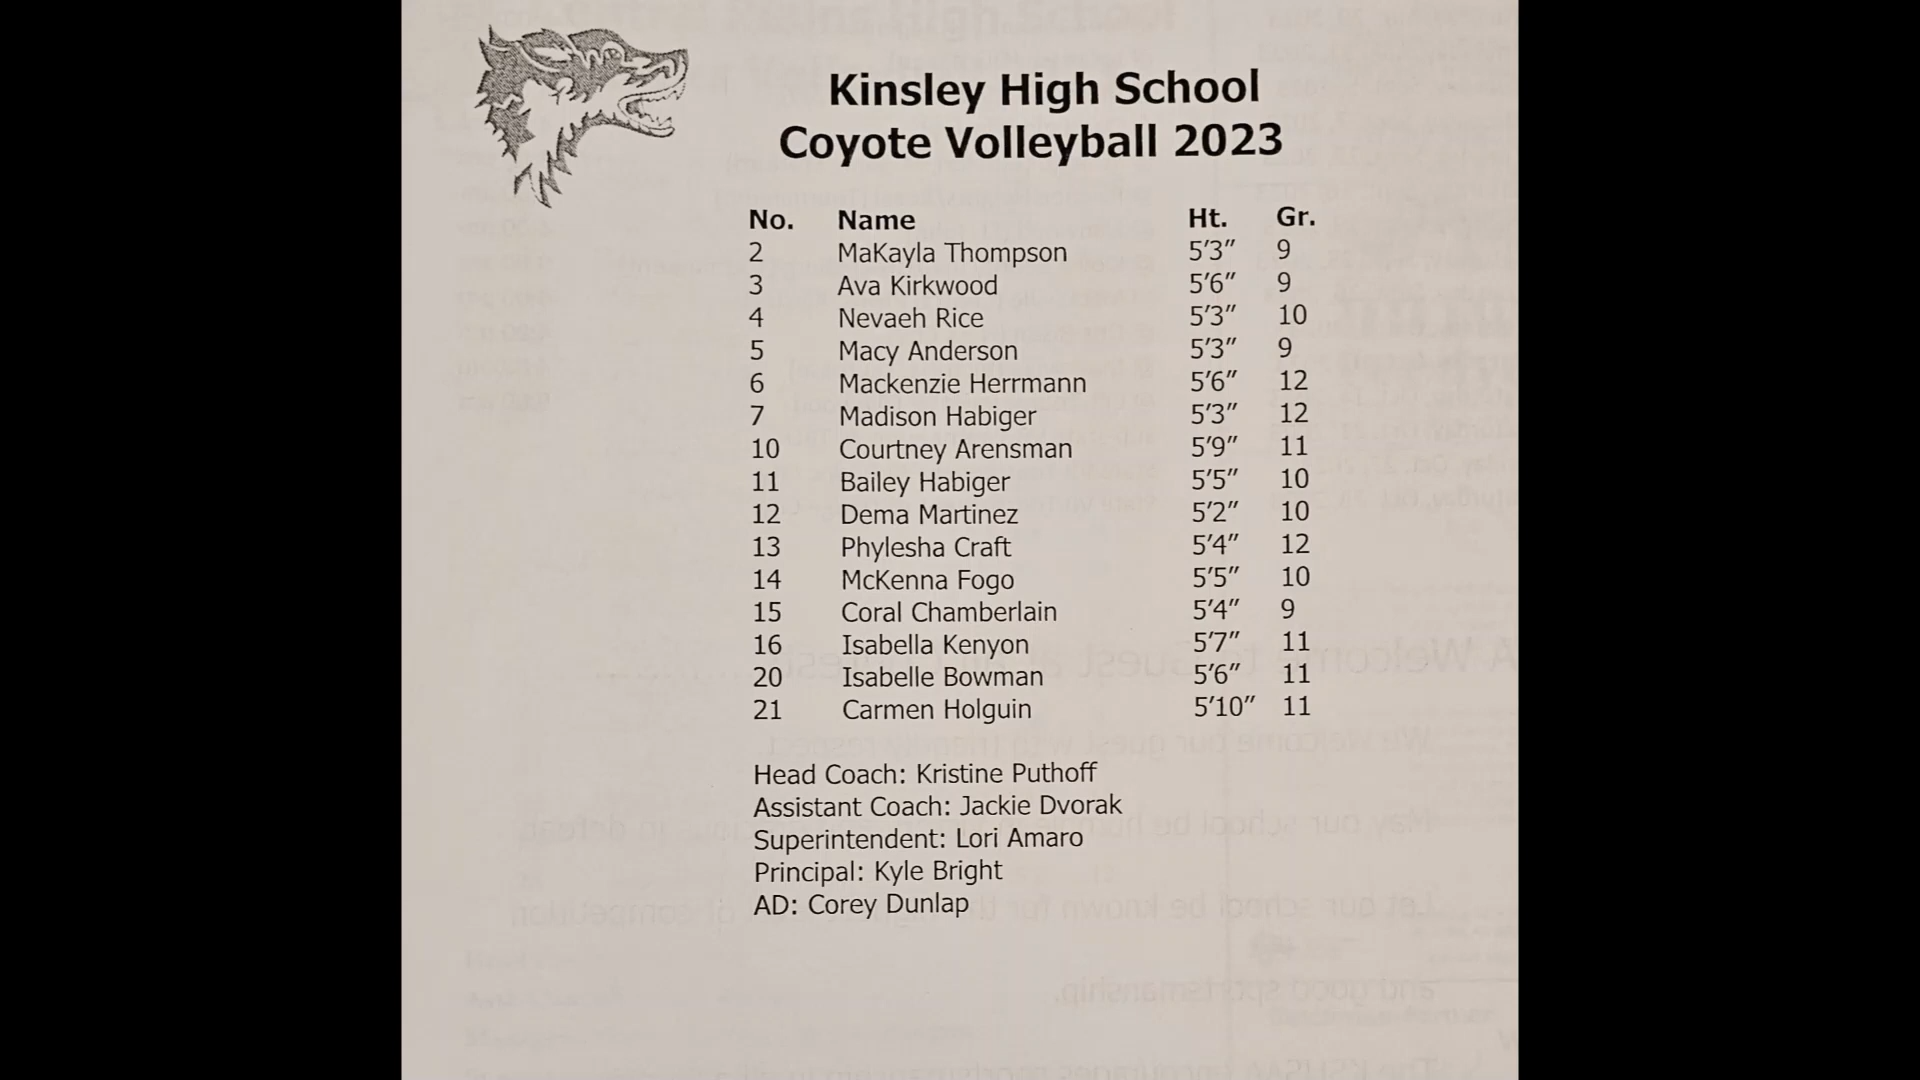 Kinsley High School
Coyote Volleyball 2023
No. Name Ht. Gr.
2 MaKayla Thompson 5'3" 9
3 Ava Kirkwood 5'6" 9
4 Nevaeh Rice 5'3" 10
5 Macy Anderson 5'3" 9
6 Mackenzie Herrmann 5'6" 12
7 Madison Habiger 5'3" 12
10 Courtney Arensman 5'9" 11
11 Bailey Habiger 5'5" 10
12 Dema Martinez 5'2" 10
13 Phylesha Craft 5'4" 12
14 McKenna Fogo 5'5" 10
15 Coral Chamberlain 5'4" 9
16 Isabella Kenyon 5'7" 11
20 Isabelle Bowman 5'6" 11
21 Carmen Holguin 5'10" 11
Head Coach: Kristine Puthoff
Assistant Coach: Jackie Dvorak
Superintendent: Lori Amaro
Principal: Kyle Bright
AD: Corey Dunlap